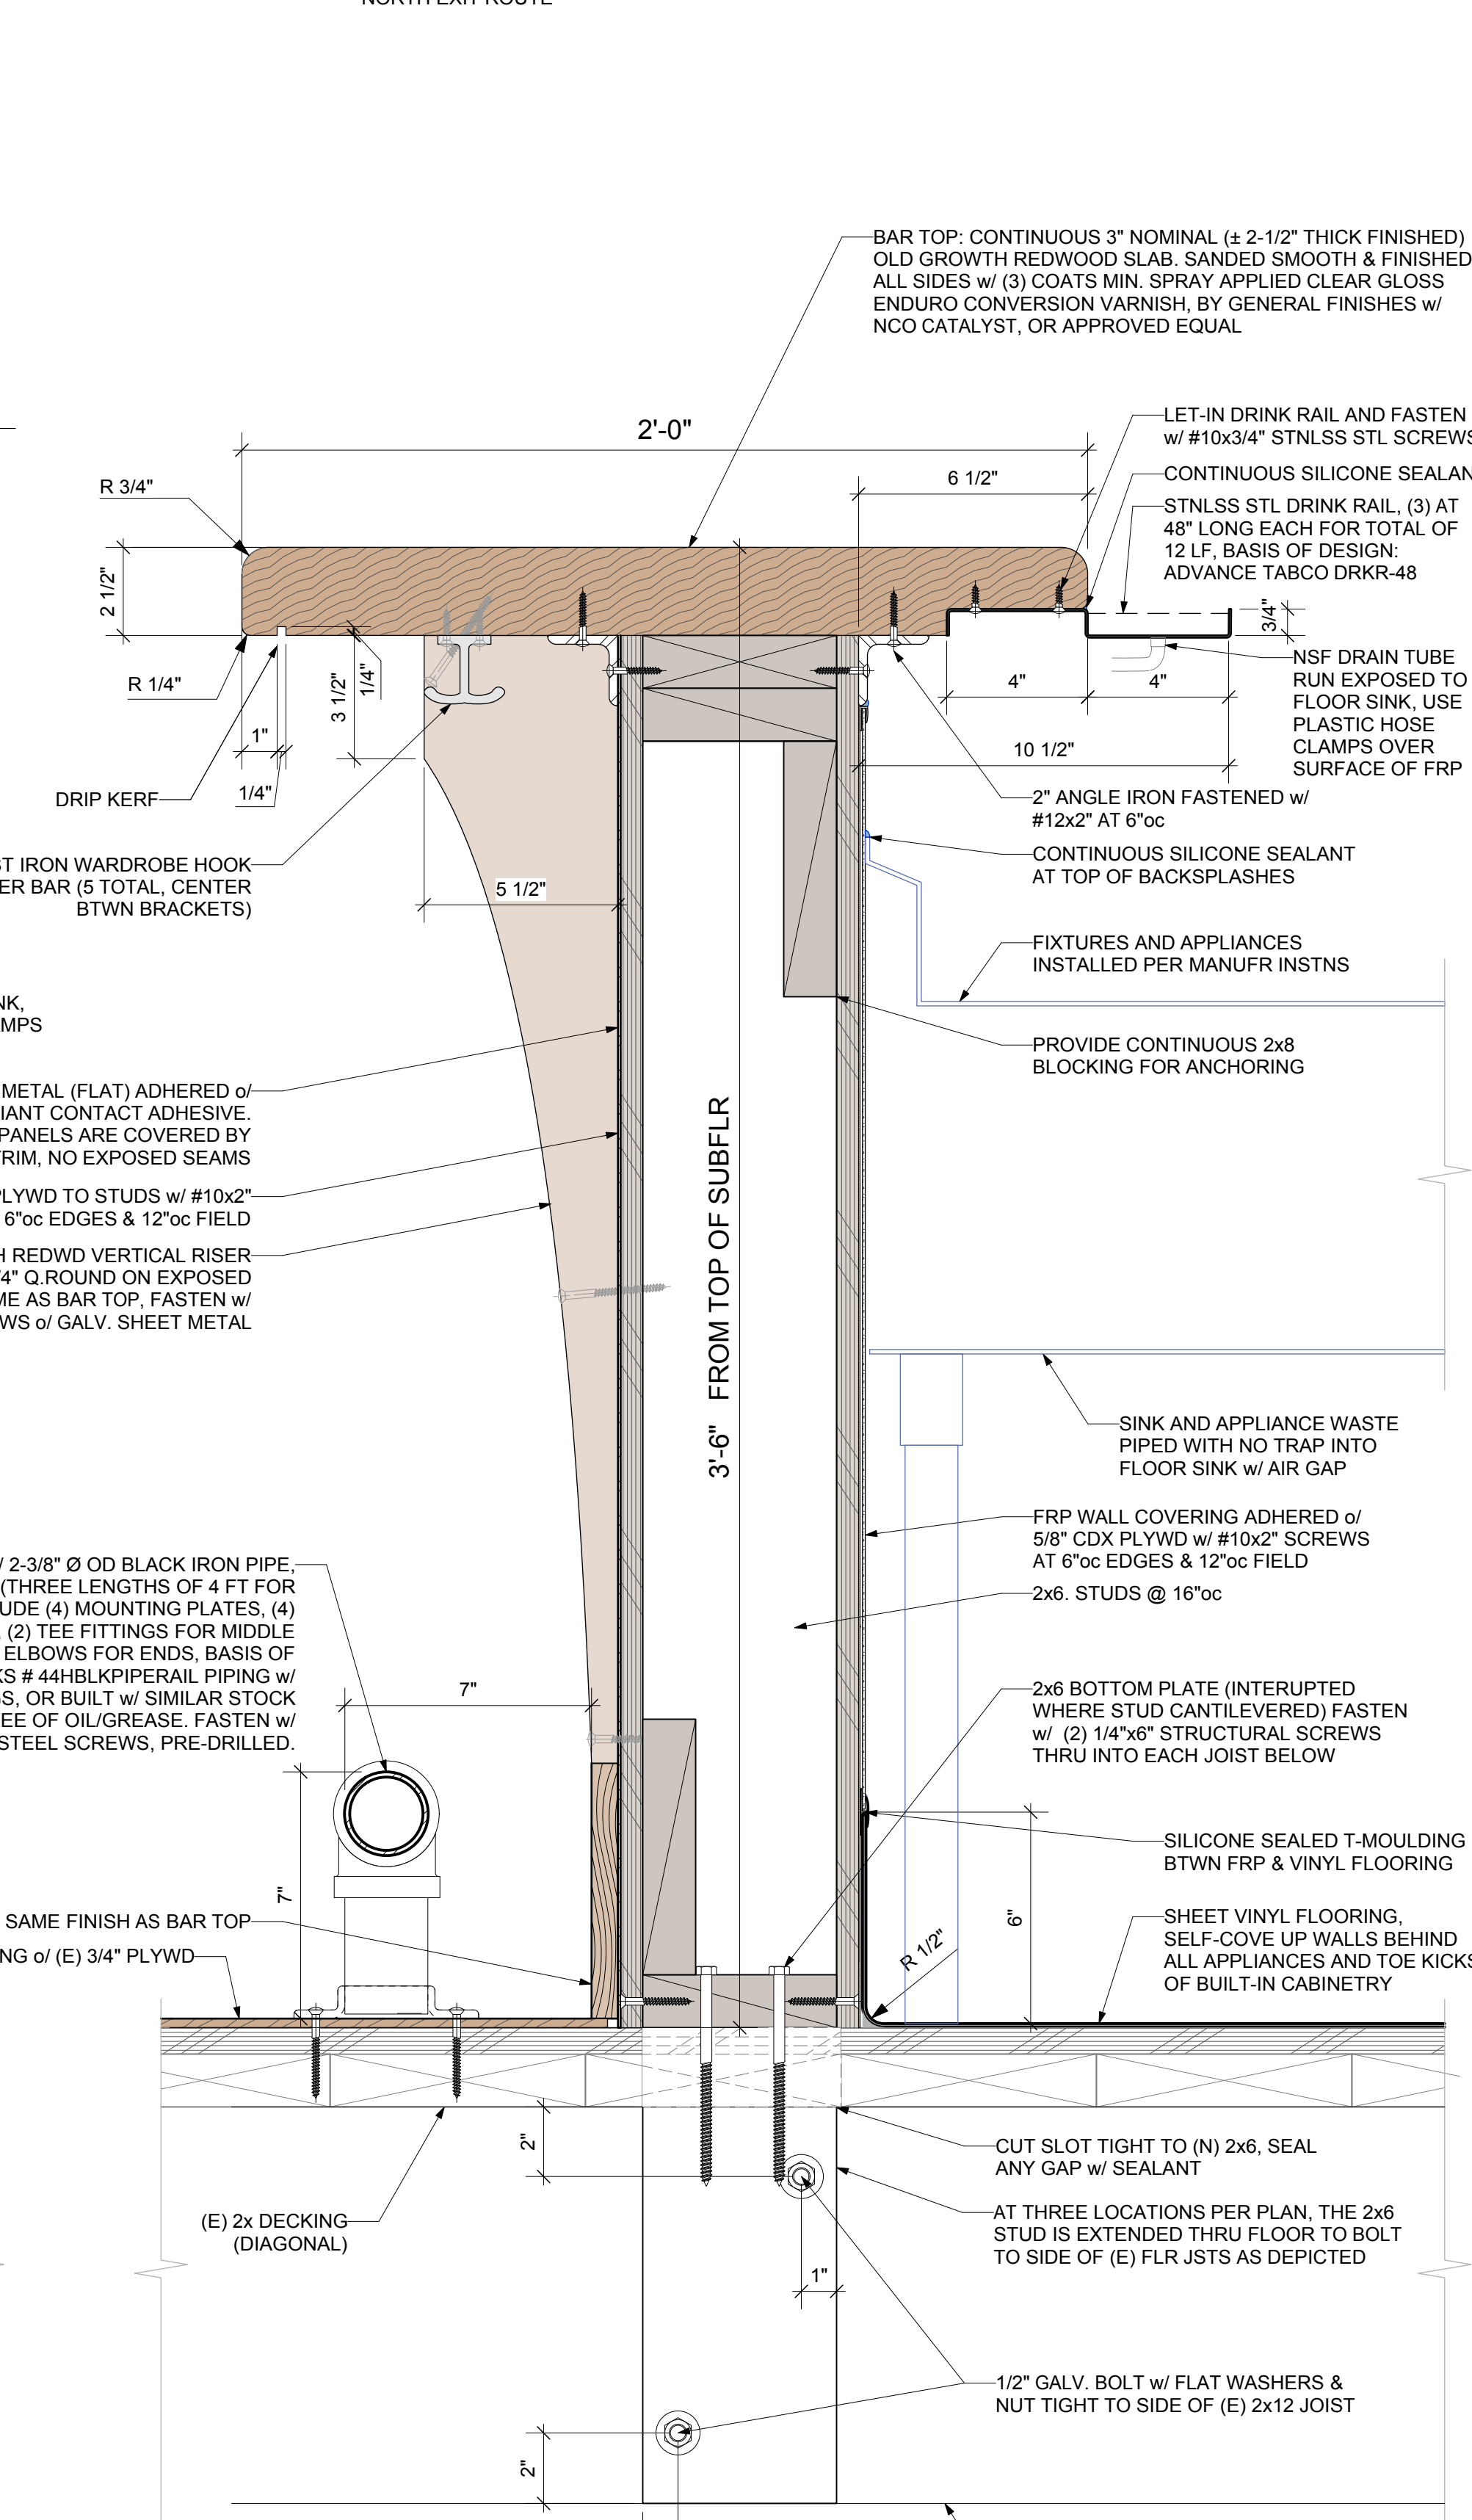 NORTH EXIT ROUTE
BAR TOP: CONTINUOUS 3" NOMINAL (± 2-1/2" THICK FINISHED)
OLD GROWTH REDWOOD SLAB. SANDED SMOOTH & FINISHED
ALL SIDES w/ (3) COATS MIN. SPRAY APPLIED CLEAR GLOSS
ENDURO CONVERSION VARNISH, BY GENERAL FINISHES w/
NCO CATALYST, OR APPROVED EQUAL
LET-IN DRINK RAIL AND FASTEN
w/ #10x3/4" STNLSS STL SCREWS
2'-0"
6 1/2"
CONTINUOUS SILICONE SEALAN
R 3/4"
STNLSS STL DRINK RAIL, (3) AT
48" LONG EACH FOR TOTAL OF
12 LF, BASIS OF DESIGN:
ADVANCE TABCO DRKR-48
2 1/2"
3/4"
R 1/4"
3 1/2"
1/4"
4"
4"
NSF DRAIN TUBE
RUN EXPOSED TO
FLOOR SINK, USE
PLASTIC HOSE
CLAMPS OVER
SURFACE OF FRP
1"
1/4"
10 1/2"
DRIP KERF
2" ANGLE IRON FASTENED w/
#12x2" AT 6"oc
ST IRON WARDROBE HOOK
ER BAR (5 TOTAL, CENTER
BTWN BRACKETS)
5 1/2"
CONTINUOUS SILICONE SEALANT
AT TOP OF BACKSPLASHES
FIXTURES AND APPLIANCES
INSTALLED PER MANUFR INSTNS
NK,
AMPS
PROVIDE CONTINUOUS 2x8
BLOCKING FOR ANCHORING
METAL (FLAT) ADHERED o/
IANT CONTACT ADHESIVE.
PANELS ARE COVERED BY
TRIM, NO EXPOSED SEAMS
PLYWD TO STUDS w/ #10x2"
6"oc EDGES & 12"oc FIELD
H REDWD VERTICAL RISER
/4" Q.ROUND ON EXPOSED
ME AS BAR TOP, FASTEN w/
WS o/ GALV. SHEET METAL
3'-6" FROM TOP OF SUBFLR
SINK AND APPLIANCE WASTE
PIPED WITH NO TRAP INTO
FLOOR SINK w/ AIR GAP
FRP WALL COVERING ADHERED o/
5/8" CDX PLYWD w/ #10x2" SCREWS
AT 6"oc EDGES & 12"oc FIELD
2x6. STUDS @ 16"oc
/ 2-3/8" Ø OD BLACK IRON PIPE,
(THREE LENGTHS OF 4 FT FOR
UDE (4) MOUNTING PLATES, (4)
, (2) TEE FITTINGS FOR MIDDLE
ELBOWS FOR ENDS, BASIS OF
KS # 44HBLKPIPERAIL PIPING w/
GS, OR BUILT w/ SIMILAR STOCK
EE OF OIL/GREASE. FASTEN w/
STEEL SCREWS, PRE-DRILLED.
7"
2x6 BOTTOM PLATE (INTERUPTED
WHERE STUD CANTILEVERED) FASTEN
w/ (2) 1/4"x6" STRUCTURAL SCREWS
THRU INTO EACH JOIST BELOW
7"
6"
SILICONE SEALED T-MOULDING
BTWN FRP & VINYL FLOORING
SAME FINISH AS BAR TOP
NG o/ (E) 3/4" PLYWD
R 1/2"
SHEET VINYL FLOORING,
SELF-COVE UP WALLS BEHIND
ALL APPLIANCES AND TOE KICKS
OF BUILT-IN CABINETRY
2"
CUT SLOT TIGHT TO (N) 2x6, SEAL
ANY GAP w/ SEALANT
(E) 2x DECKING
(DIAGONAL)
AT THREE LOCATIONS PER PLAN, THE 2x6
STUD IS EXTENDED THRU FLOOR TO BOLT
TO SIDE OF (E) FLR JSTS AS DEPICTED
1"
1/2" GALV. BOLT w/ FLAT WASHERS &
NUT TIGHT TO SIDE OF (E) 2x12 JOIST
2"